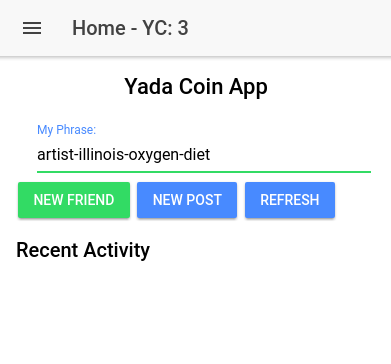 Home - YC: 3
Yada Coin App
My Phrase:
artist-illinois-oxygen-diet
NEW FRIEND NEW POST REFRESH
Recent Activity